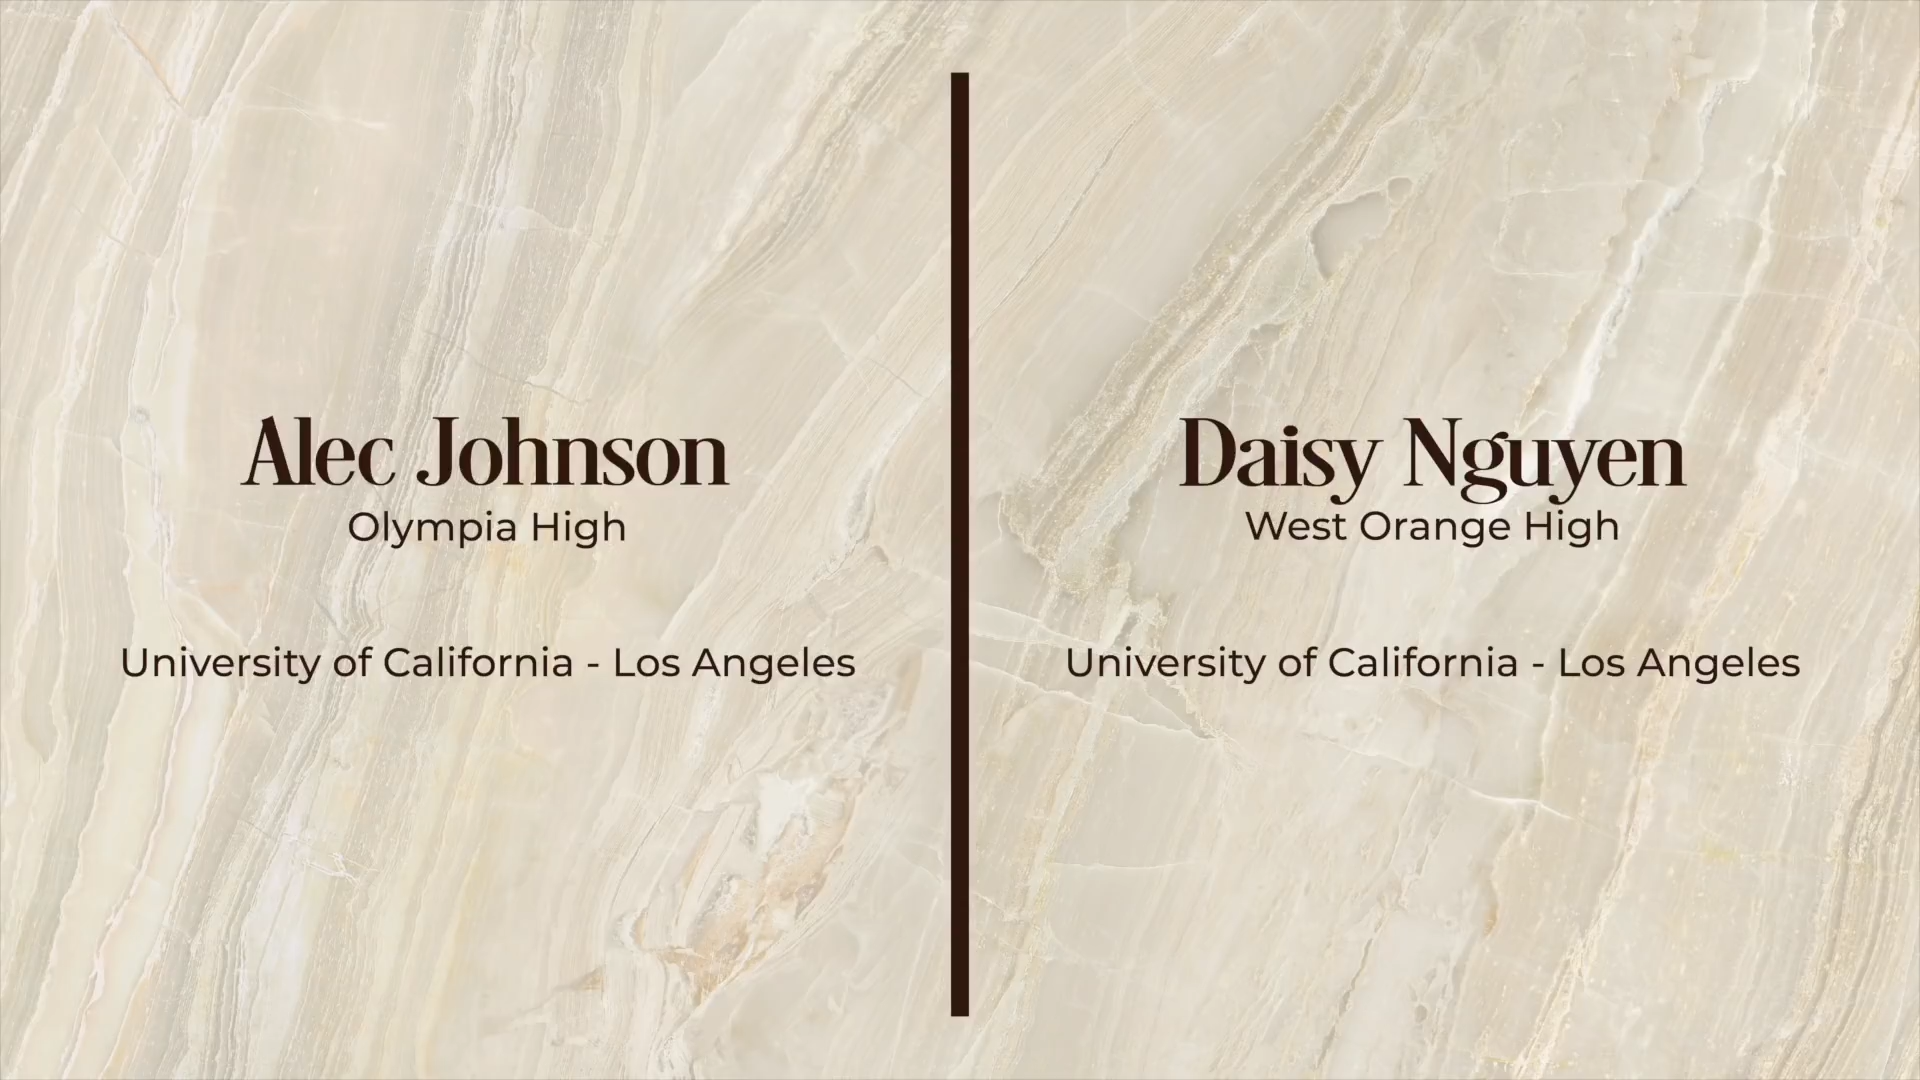 Alec Johnson
Olympia High
University of California - Los Angeles
Daisy Nguyen
West Orange High
University of California - Los Angeles